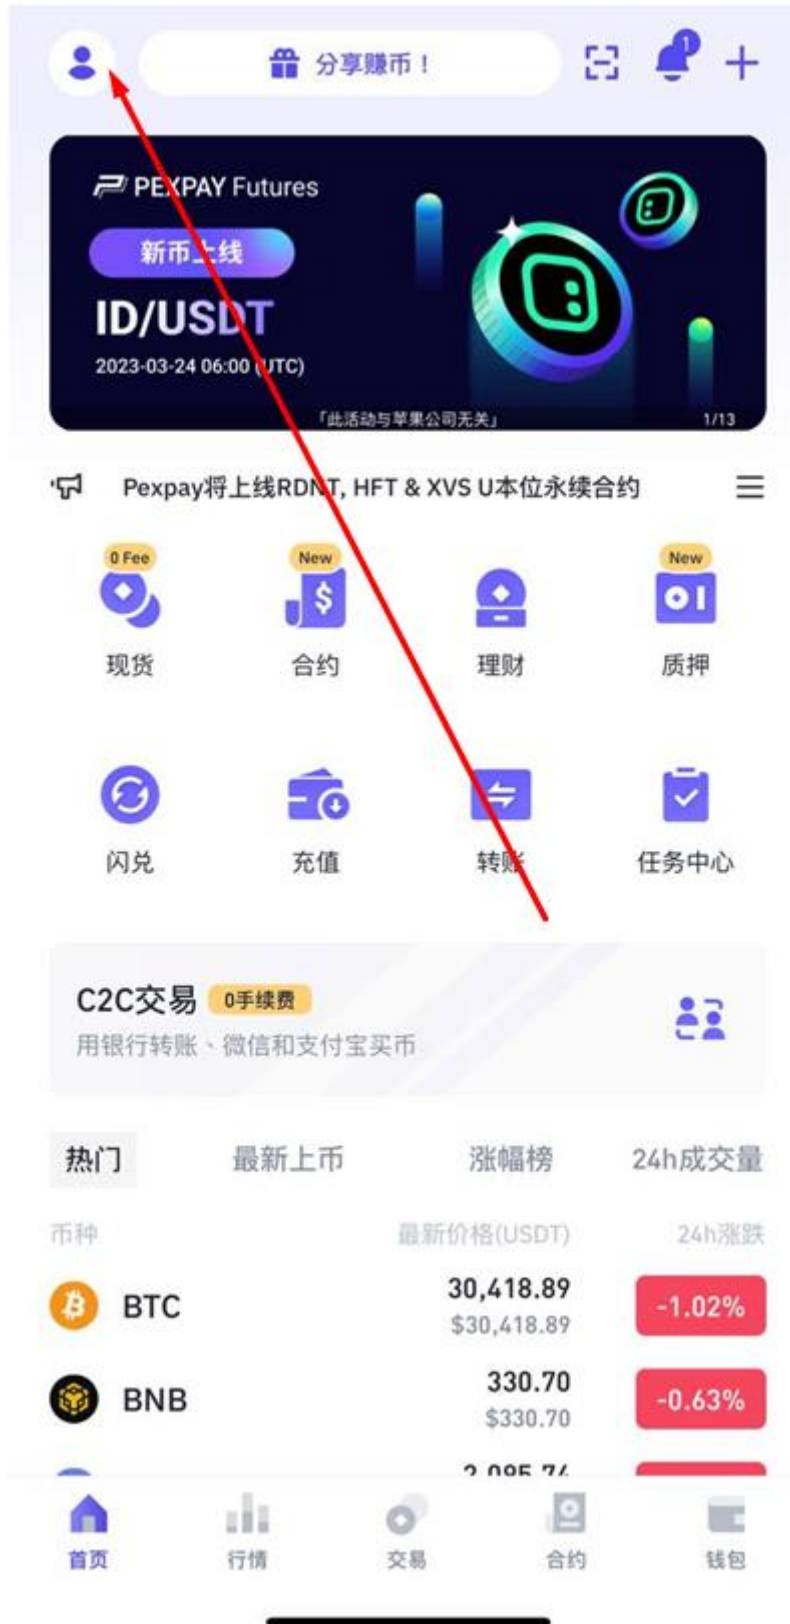 分享赚币！
1
PEXPAY Futures
新币上线
ID/USDT
2023-03-24 06:00 (UTC)
「此活动与苹果公司无关」
1/13
Pexpay将上线RDNT, HFT & XVS U本位永续合约
0 Fee New New
现货 合约 理财 质押
闪兑 充值 转账 任务中心
C2C交易 0手续费
用银行转账、微信和支付宝买币
热门 最新上币 涨幅榜 24h成交量
币种 最新价格(USDT) 24h涨跌
BTC 30,418.89 -1.02%
$30,418.89
BNB 330.70 -0.63%
$330.70
首页 行情 交易 合约 钱包